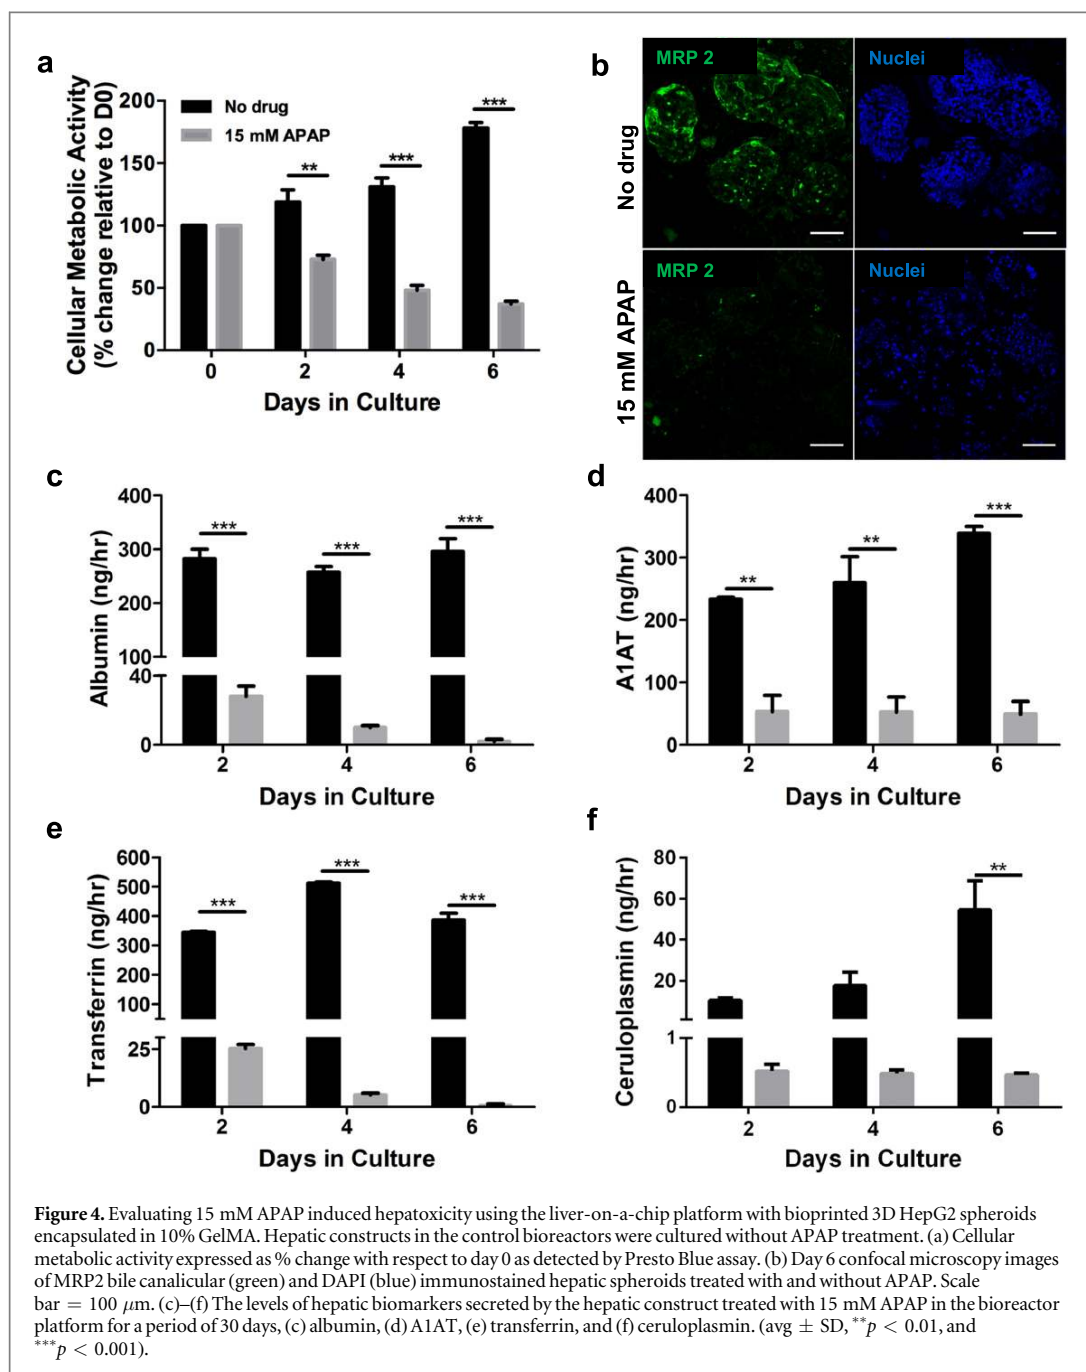 a
Cellular Metabolic Activity
(% change relative to D0)
200
150
100
50
0
No drug
15 mM APAP
**
***
***
0
2
4
6
Days in Culture
b
MRP 2
Nuclei
No drug
MRP 2
Nuclei
15 mM APAP
c
Albumin (ng/hr)
400
300
200
100
40
0
***
***
***
2
4
6
Days in Culture
d
A1AT (ng/hr)
400
300
200
100
0
**
**
***
2
4
6
Days in Culture
e
Transferrin (ng/hr)
600
500
400
300
200
100
25
0
***
***
***
2
4
6
Days in Culture
f
Ceruloplasmin (ng/hr)
80
60
40
20
1
0
**
2
4
6
Days in Culture
Figure 4. Evaluating 15 mM APAP induced hepatoxicity using the liver-on-a-chip platform with bioprinted 3D HepG2 spheroids
encapsulated in 10% GelMA. Hepatic constructs in the control bioreactors were cultured without APAP treatment. (a) Cellular
metabolic activity expressed as % change with respect to day 0 as detected by Presto Blue assay. (b) Day 6 confocal microscopy images
of MRP2 bile canalicular (green) and DAPI (blue) immunostained hepatic spheroids treated with and without APAP. Scale
bar = 100 μm. (c)–(f) The levels of hepatic biomarkers secreted by the hepatic construct treated with 15 mM APAP in the bioreactor
platform for a period of 30 days, (c) albumin, (d) A1AT, (e) transferrin, and (f) ceruloplasmin. (avg ± SD, **p < 0.01, and
***p < 0.001).